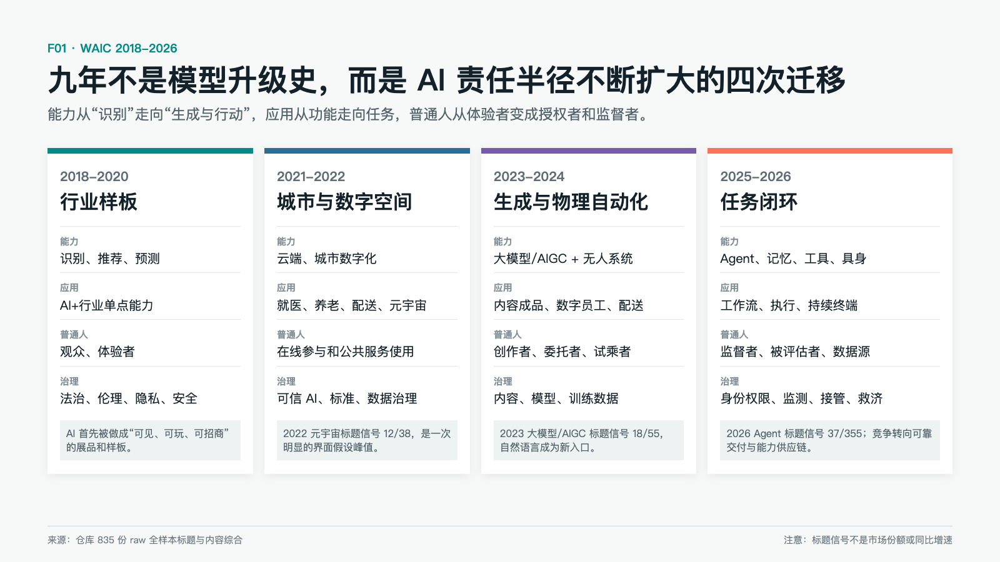 F01 · WAIC 2018–2026
九年不是模型升级史，而是 AI 责任半径不断扩大的四次迁移
能力从“识别”走向“生成与行动”，应用从功能走向任务，普通人从体验者变成授权者和监督者。
2018–2020
行业样板
能力
识别、推荐、预测
应用
AI+行业单点能力
普通人
观众、体验者
治理
法治、伦理、隐私、安全
AI 首先被做成“可见、可玩、可招商”
的展品和样板。
2021–2022
城市与数字空间
能力
云端、城市数字化
应用
就医、养老、配送、元宇宙
普通人
在线参与和公共服务使用
治理
可信 AI、标准、数据治理
2022 元宇宙标题信号 12/38，是一次
明显的界面假设峰值。
2023–2024
生成与物理自动化
能力
大模型/AIGC + 无人系统
应用
内容成品、数字员工、配送
普通人
创作者、委托者、试乘者
治理
内容、模型、训练数据
2023 大模型/AIGC 标题信号 18/55，
自然语言成为新入口。
2025–2026
任务闭环
能力
Agent、记忆、工具、具身
应用
工作流、执行、持续终端
普通人
监督者、被评估者、数据源
治理
身份权限、监测、接管、救济
2026 Agent 标题信号 37/355；竞争转向可靠
交付与能力供应链。
来源：仓库 835 份 raw 全样本标题与内容综合
注意：标题信号不是市场份额或同比增速